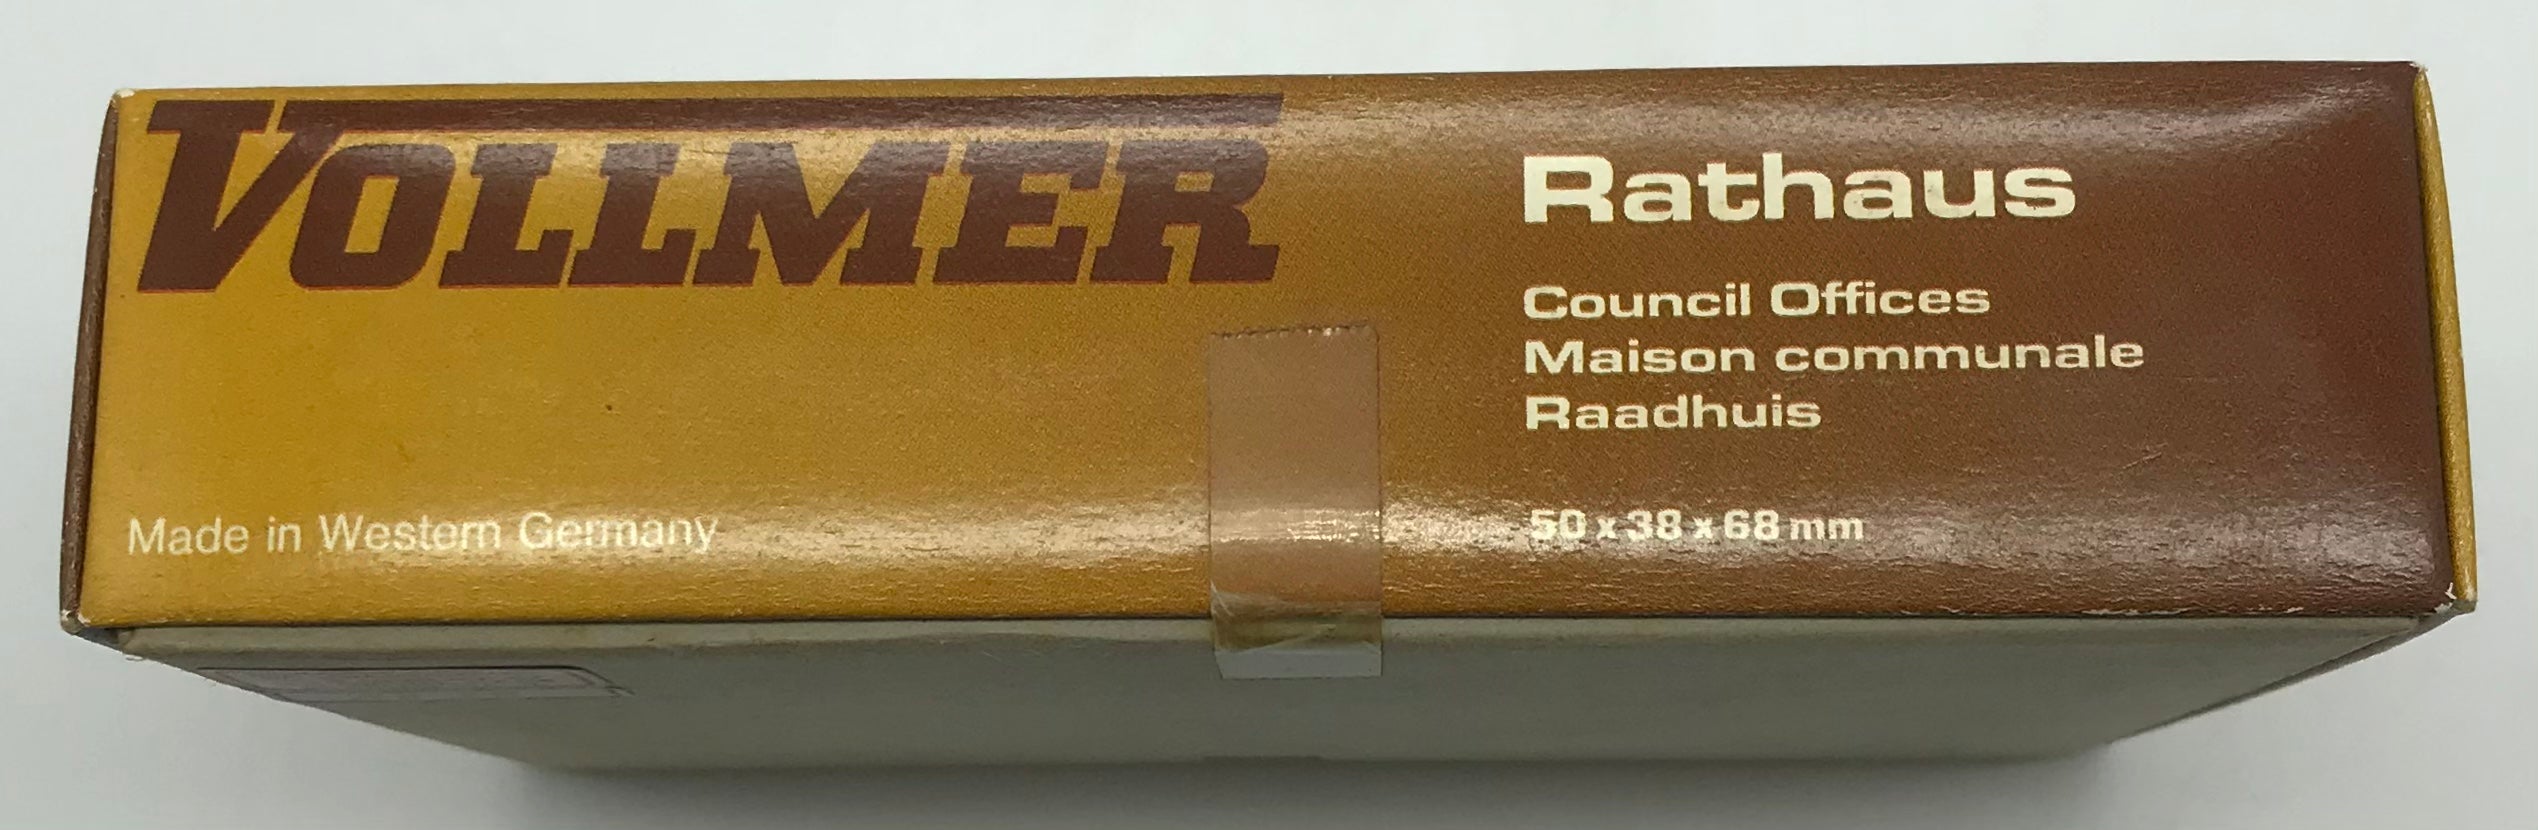 VOLLMER
Rathaus
Council Offices
Maison communale
Raadhuis
Made in Western Germany
50 x 38 x 68 mm